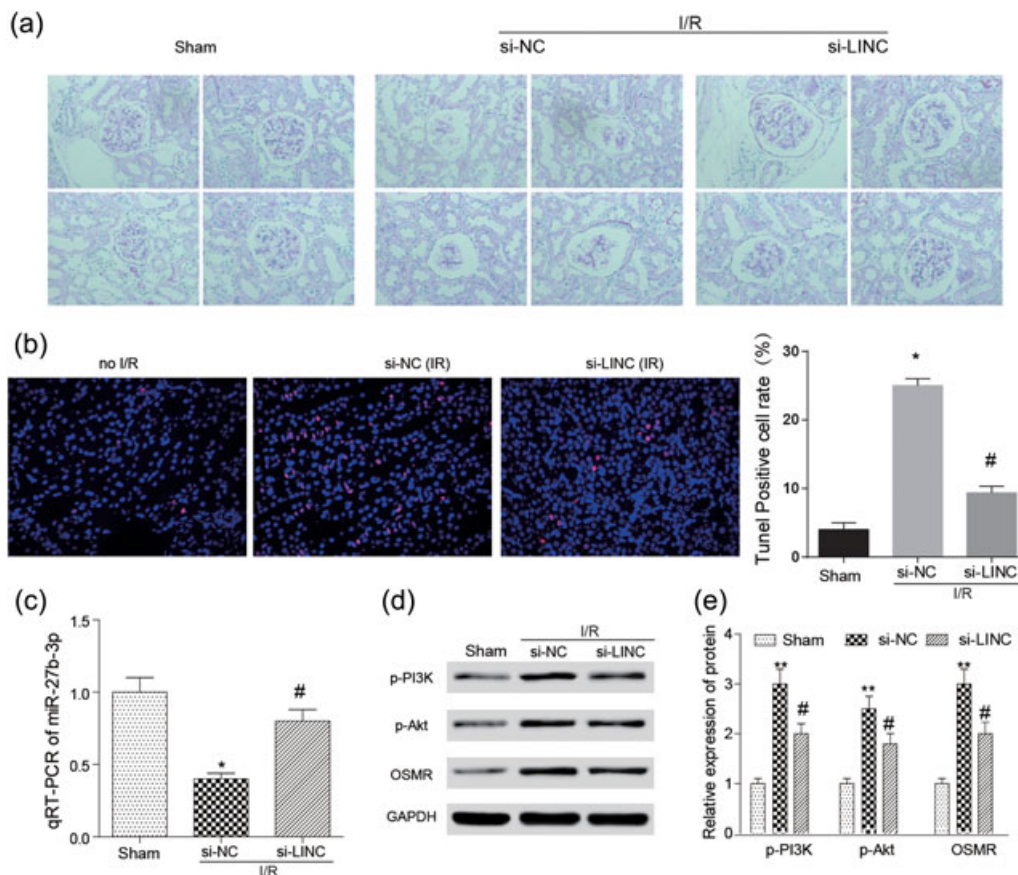 (a)
I/R
Sham
si-NC
si-LINC
(b)
no I/R
si-NC (IR)
si-LINC (IR)
Tunel Positive cell rate (%)
30
20
10
0
*
#
Sham
si-NC
si-LINC
I/R
(c)
qRT-PCR of miR-27b-3p
1.5
1.0
0.5
0.0
*
#
Sham
si-NC
si-LINC
I/R
(d)
I/R
Sham
si-NC
si-LINC
p-PI3K
p-Akt
OSMR
GAPDH
(e)
Relative expression of protein
Sham
si-NC
si-LINC
4
3
2
1
0
**
#
**
#
**
#
p-PI3K
p-Akt
OSMR